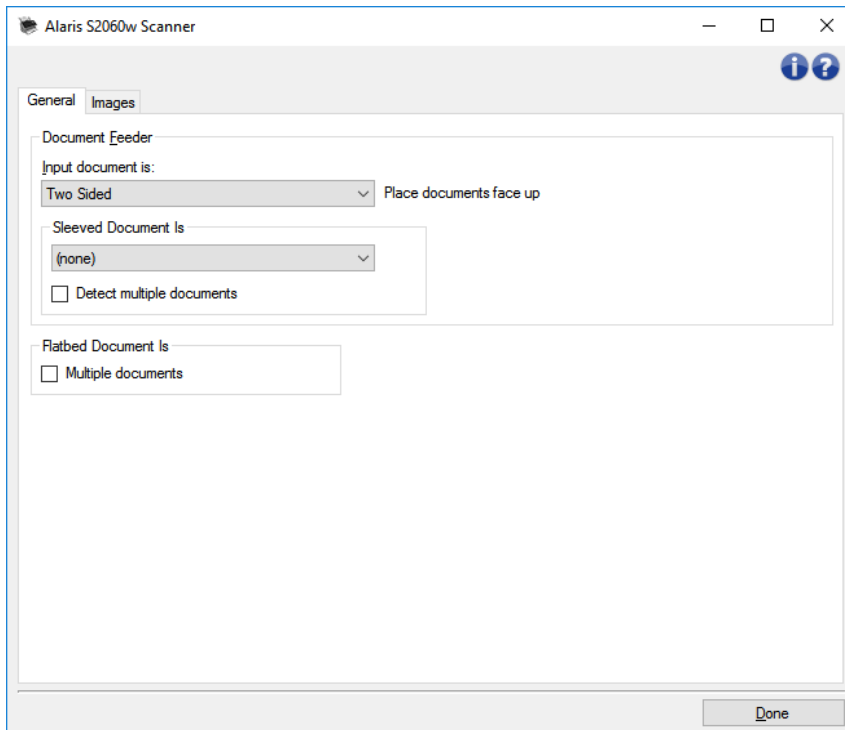 Alaris S2060w Scanner
General Images
Document Feeder
Input document is:
Two Sided Place documents face up
Sleeved Document Is
(none)
Detect multiple documents
Flatbed Document Is
Multiple documents
Done